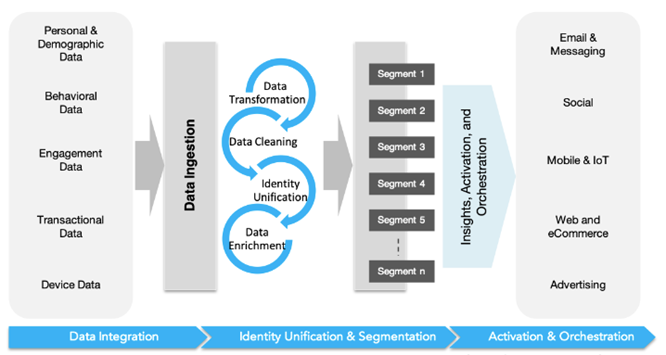 Personal &
Demographic
Data
Behavioral
Data
Engagement
Data
Transactional
Data
Device Data
Data Ingestion
Data
Transformation
Data Cleaning
Identity
Unification
Data
Enrichment
Segment 1
Segment 2
Segment 3
Segment 4
Segment 5
Segment n
Insights, Activation, and
Orchestration
Email &
Messaging
Social
Mobile & IoT
Web and
eCommerce
Advertising
Data Integration
Identity Unification & Segmentation
Activation & Orchestration